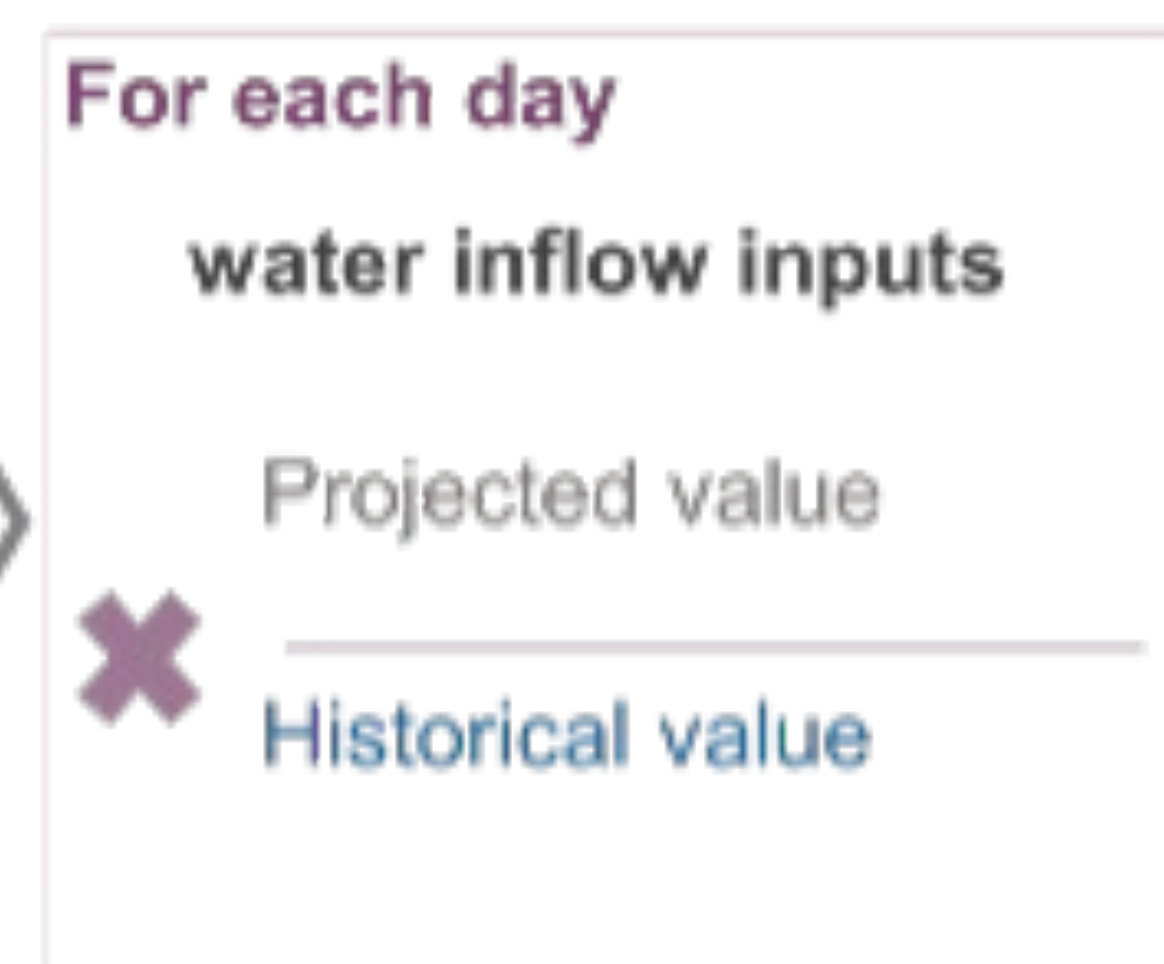 For each day
water inflow inputs
Projected value
Historical value